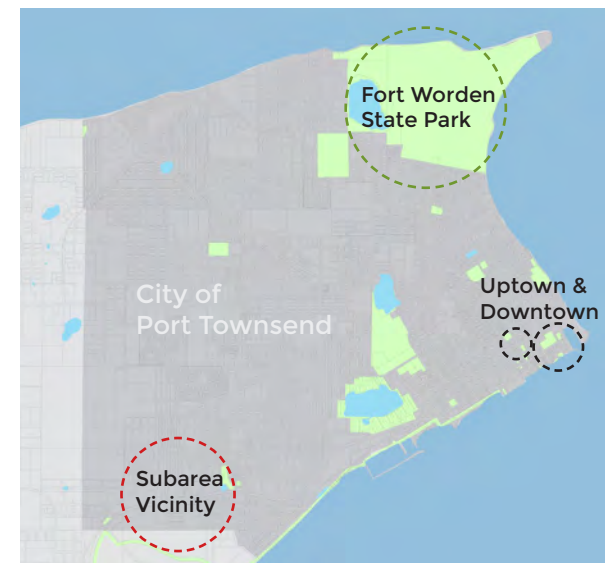 Fort Worden
State Park
Uptown &
Downtown
City of
Port Townsend
Subarea
Vicinity